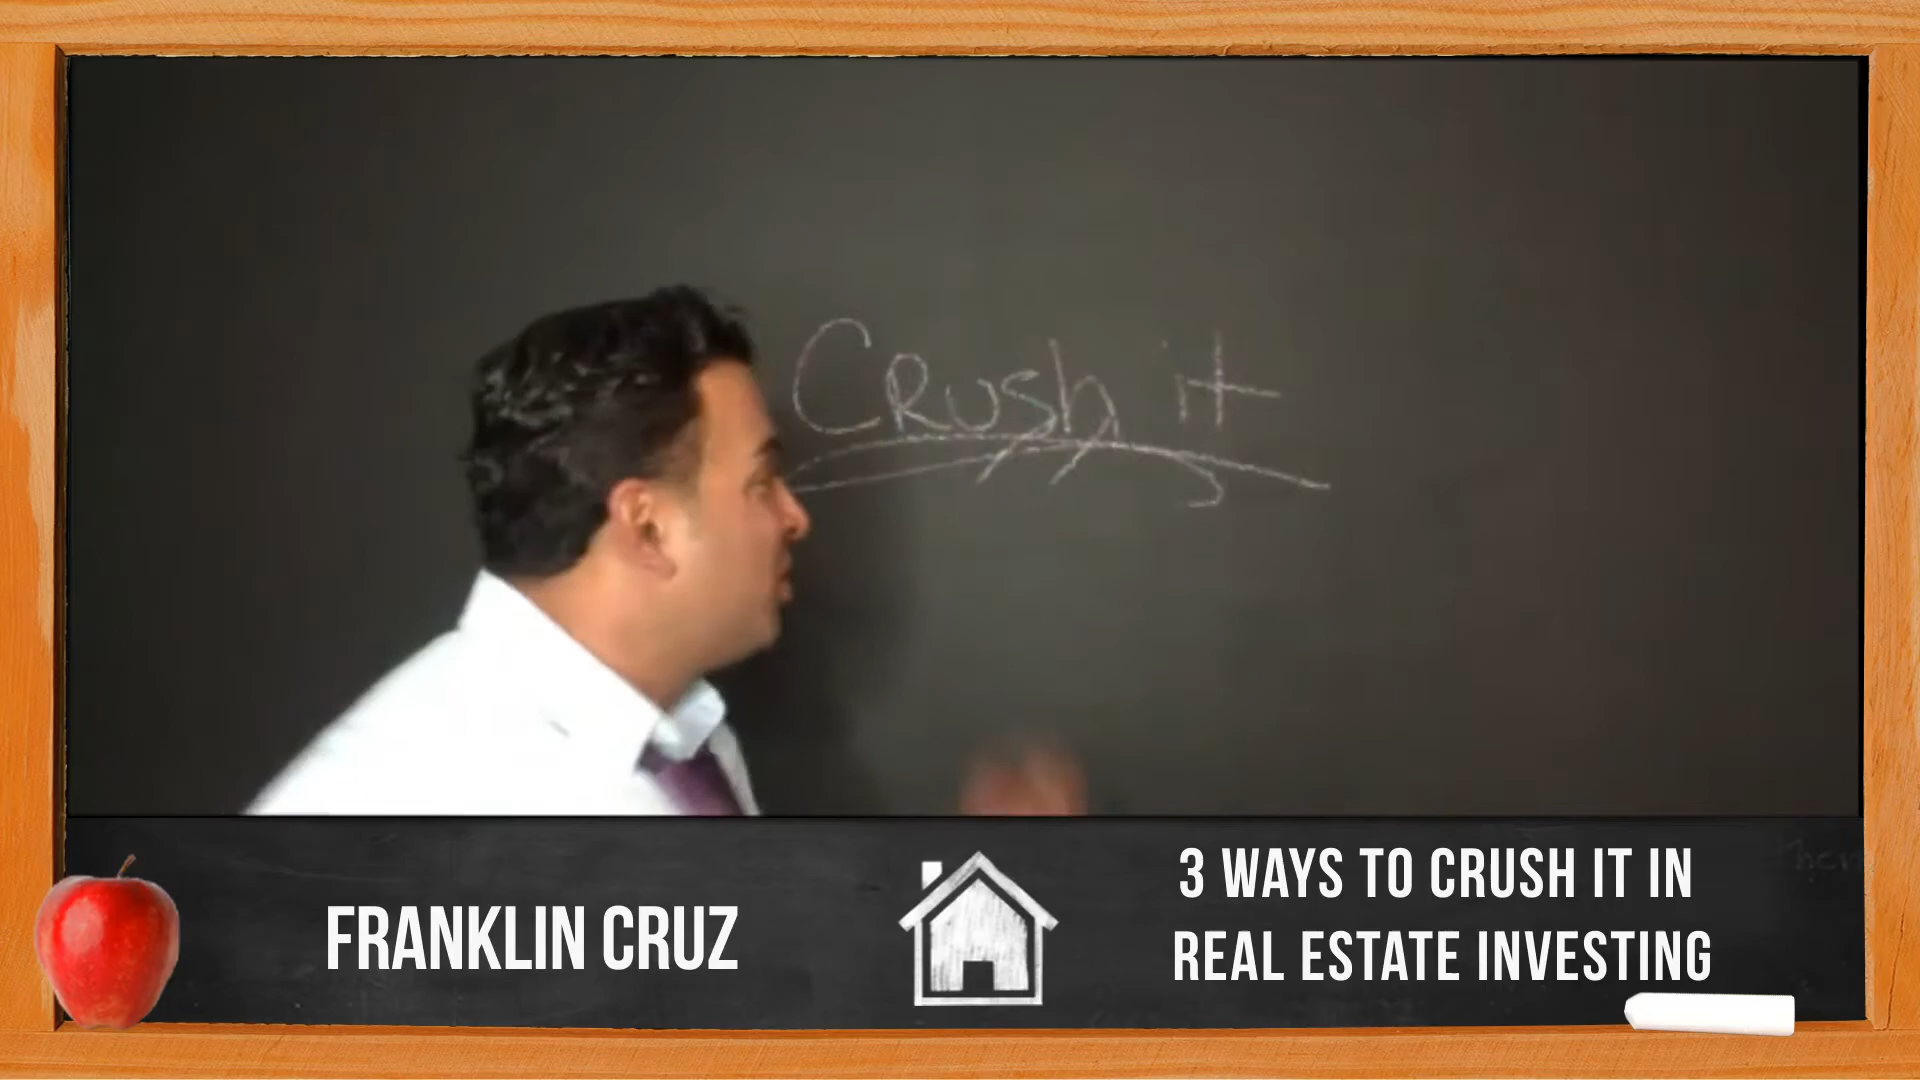 CRush it
FRANKLIN CRUZ
3 WAYS TO CRUSH IT IN
REAL ESTATE INVESTING